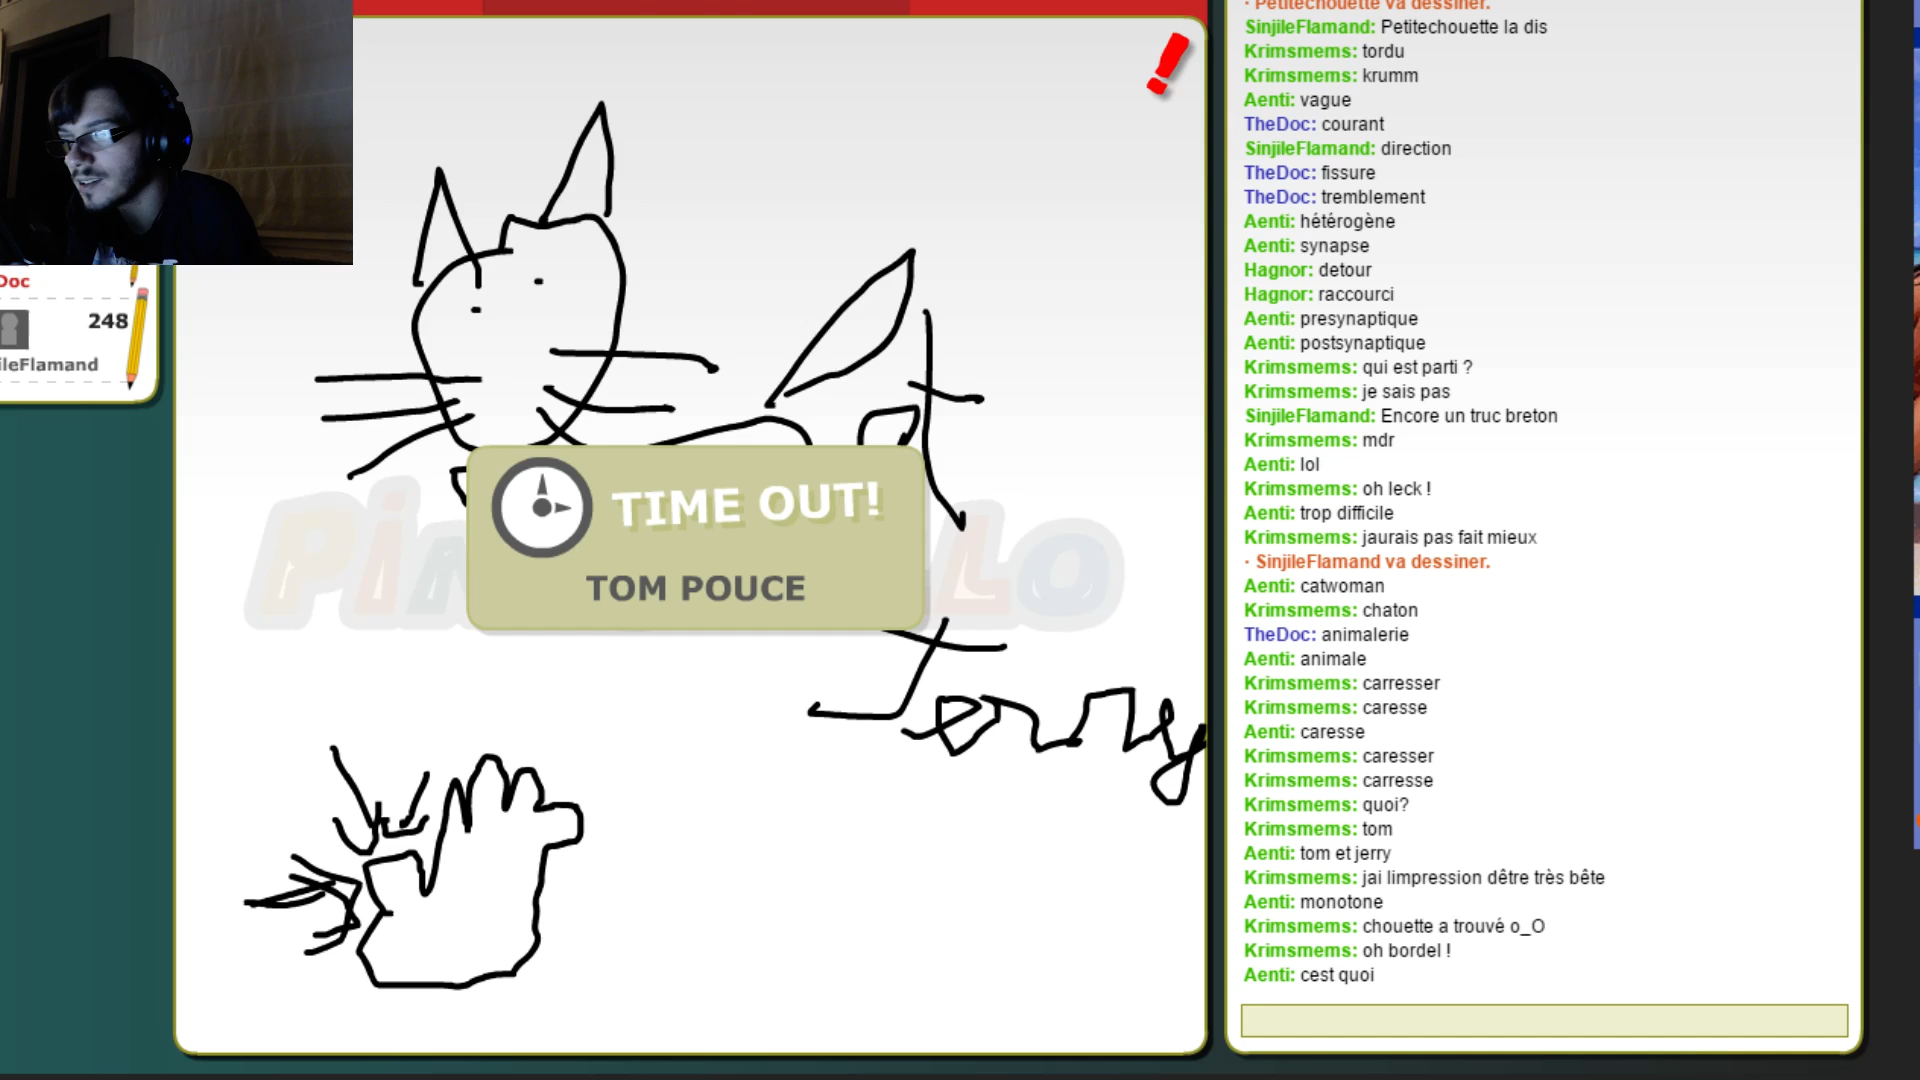 Doc
248
ileFlamand
TIME OUT!
TOM POUCE
· Petitechouette va dessiner.
SinjileFlamand: Petitechouette la dis
Krimsmems: tordu
Krimsmems: krumm
Aenti: vague
TheDoc: courant
SinjileFlamand: direction
TheDoc: fissure
TheDoc: tremblement
Aenti: hétérogène
Aenti: synapse
Hagnor: detour
Hagnor: raccourci
Aenti: presynaptique
Aenti: postsynaptique
Krimsmems: qui est parti ?
Krimsmems: je sais pas
SinjileFlamand: Encore un truc breton
Krimsmems: mdr
Aenti: lol
Krimsmems: oh leck !
Aenti: trop difficile
Krimsmems: jaurais pas fait mieux
· SinjileFlamand va dessiner.
Aenti: catwoman
Krimsmems: chaton
TheDoc: animalerie
Aenti: animale
Krimsmems: carresser
Krimsmems: caresse
Aenti: caresse
Krimsmems: caresser
Krimsmems: carresse
Krimsmems: quoi?
Krimsmems: tom
Aenti: tom et jerry
Krimsmems: jai limpression dêtre très bête
Aenti: monotone
Krimsmems: chouette a trouvé o_O
Krimsmems: oh bordel !
Aenti: cest quoi